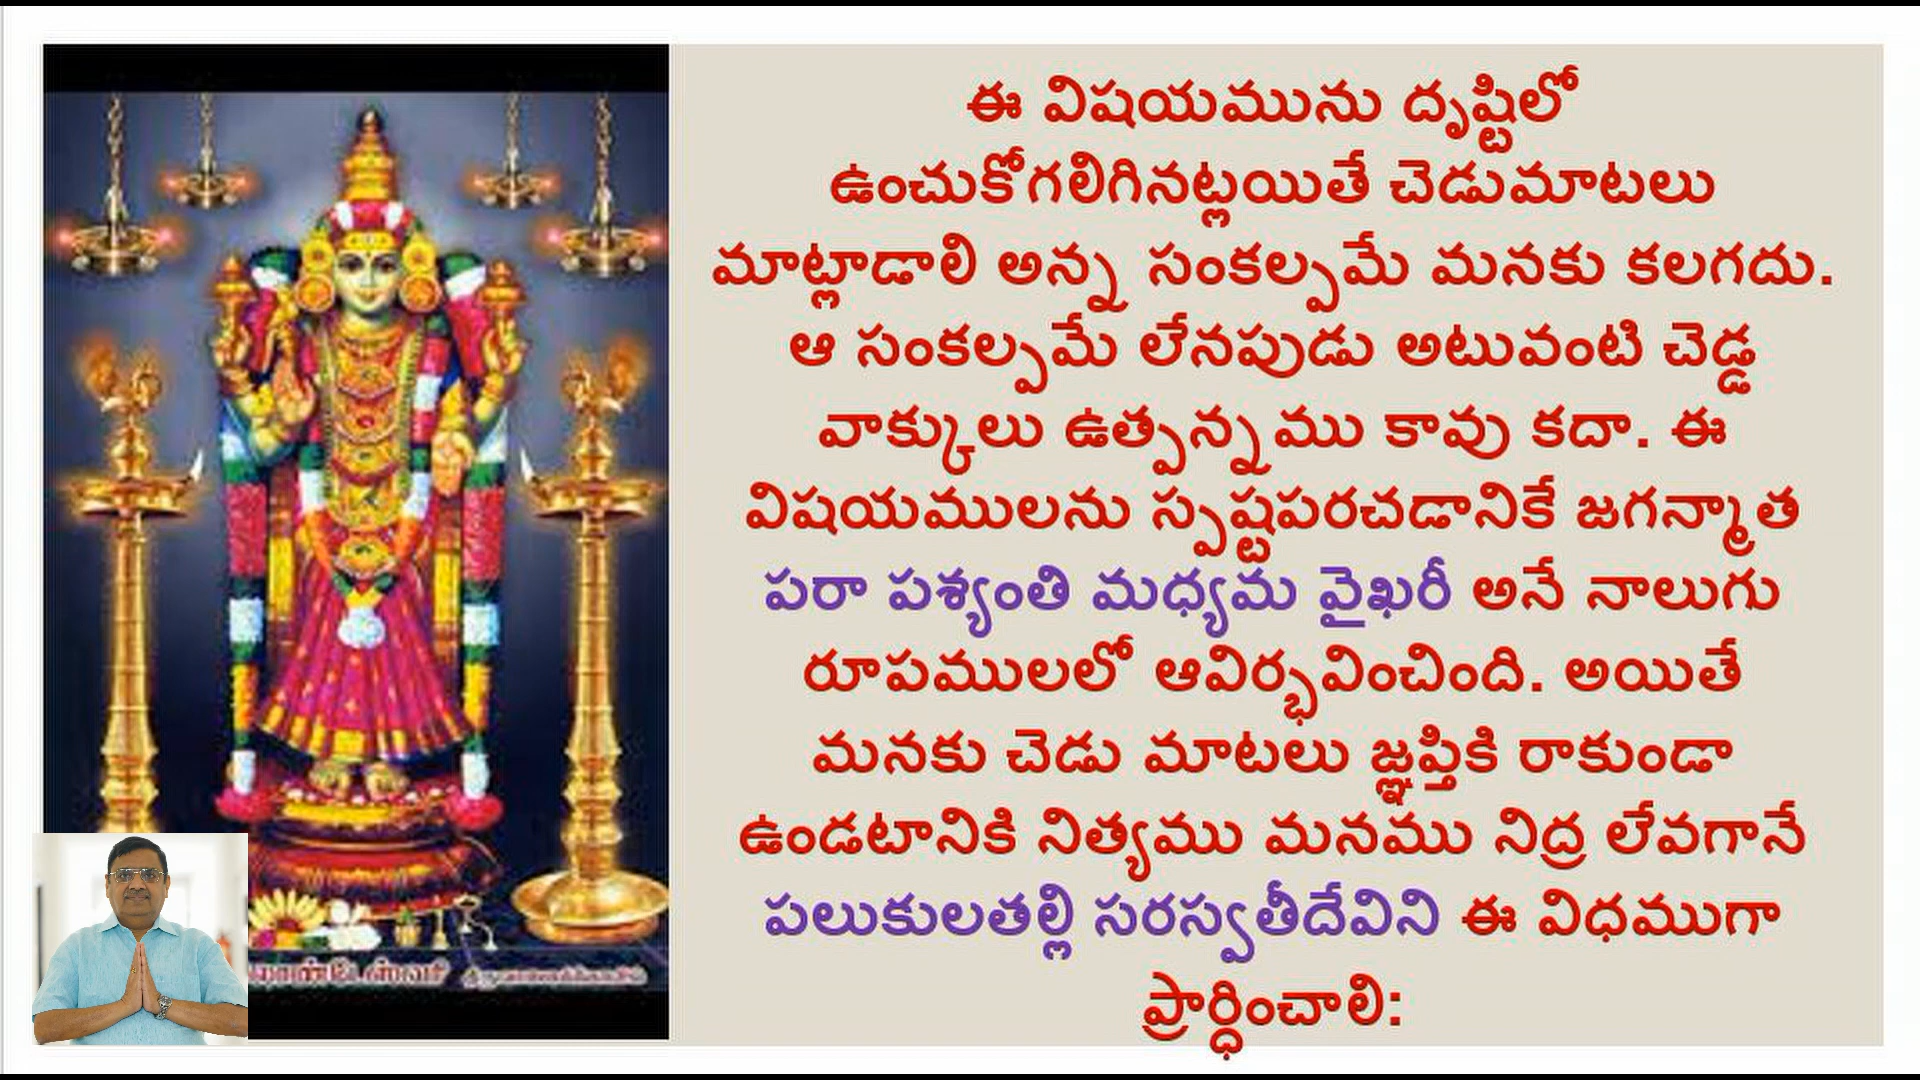 ఈ విషయమును దృష్టిలో
ఉంచుకోగలిగినట్లయితే చెడుమాటలు
మాట్లాడాలి అన్న సంకల్పమే మనకు కలగదు.
ఆ సంకల్పమే లేనపుడు అటువంటి చెడ్డ
వాక్కులు ఉత్పన్నము కావు కదా. ఈ
విషయములను స్పష్టపరచడానికే జగన్మాత
పరా పశ్యంతి మధ్యమ వైఖరీ అనే నాలుగు
రూపములలో ఆవిర్భవించింది. అయితే
మనకు చెడు మాటలు జ్ఞప్తికి రాకుండా
ఉండటానికి నిత్యము మనము నిద్ర లేవగానే
పలుకులతల్లి సరస్వతీదేవిని ఈ విధముగా
ప్రార్ధించాలి: